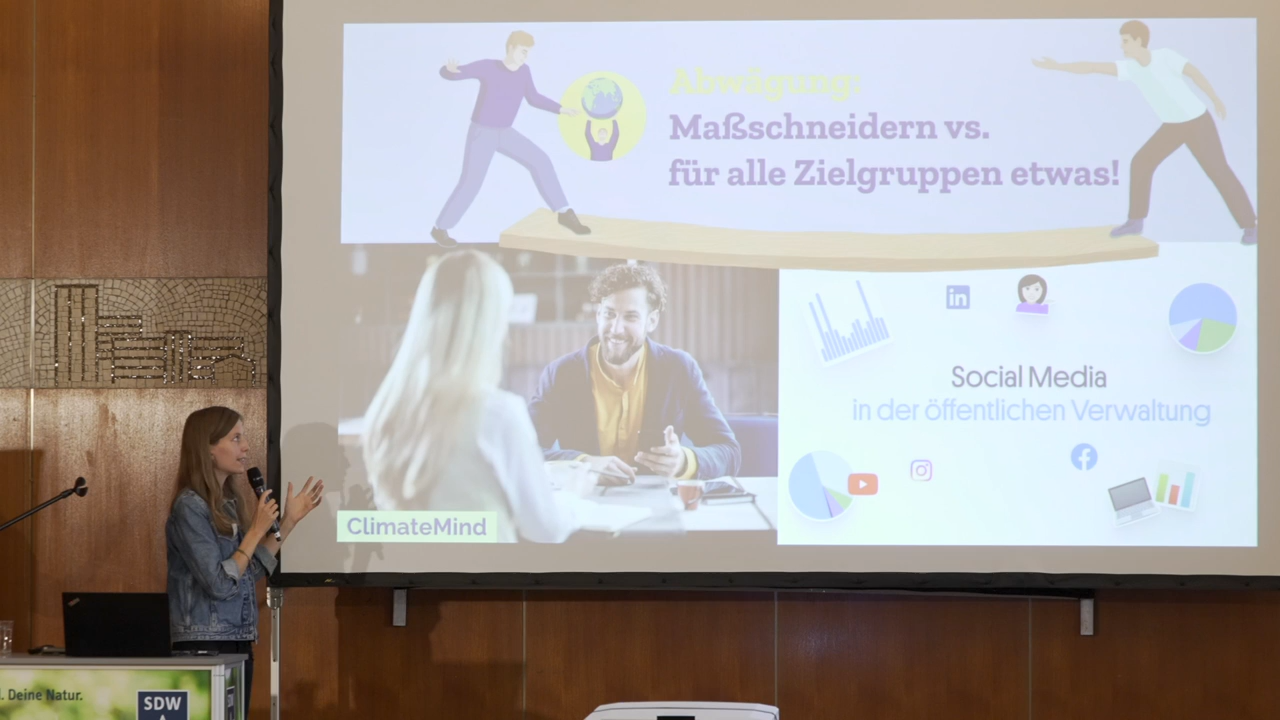 Abwägung:
Maßschneidern vs.
für alle Zielgruppen etwas!
Social Media
in der öffentlichen Verwaltung
ClimateMind
. Deine Natur.
SDW